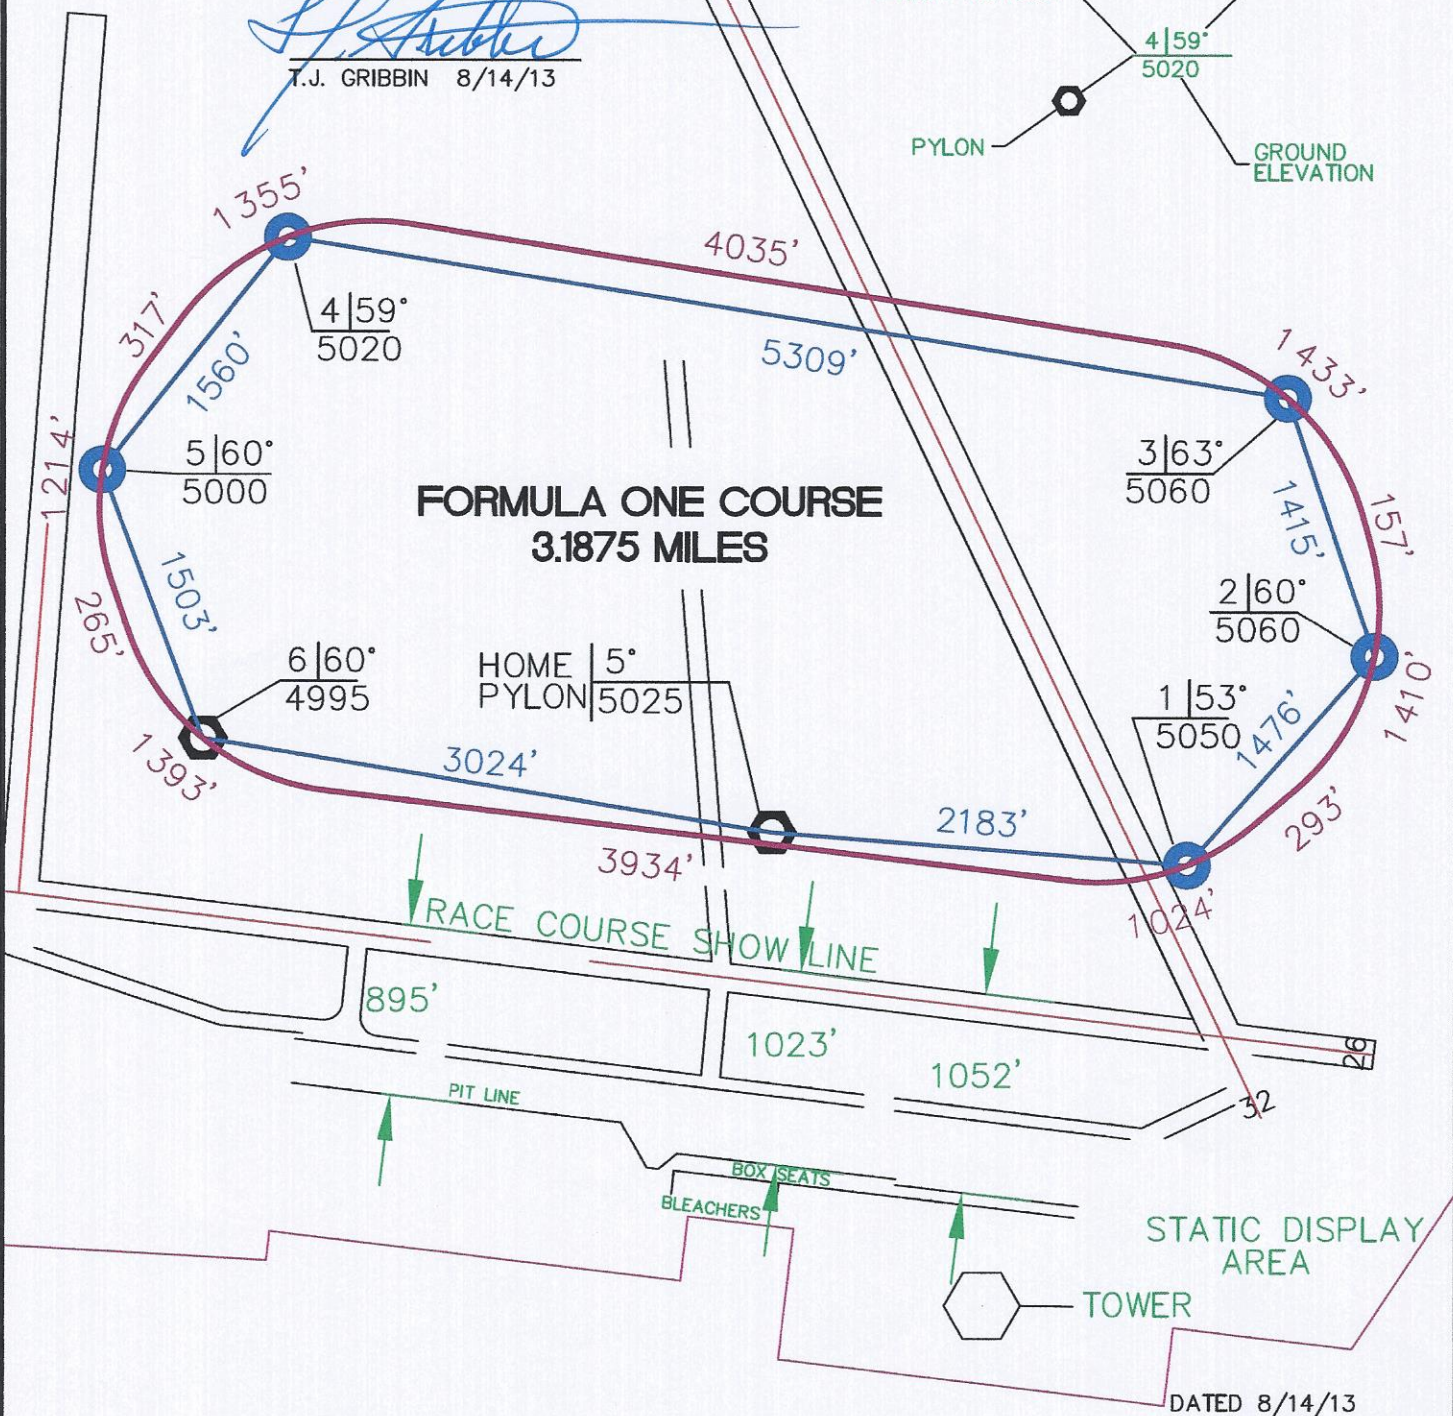 T.J. GRIBBIN 8/14/13
4|59°
5020
PYLON
GROUND
ELEVATION
1355'
4035'
317'
4|59°
5020
1560'
5309'
1433'
1214'
5|60°
5000
3|63°
5060
1415'
157'
FORMULA ONE COURSE
3.1875 MILES
1503'
265'
2|60°
5060
6|60°
4995
HOME
PYLON
5°
5025
1|53°
5050
1476'
1410'
1393'
3024'
2183'
293'
3934'
1024'
RACE COURSE SHOW LINE
895'
1023'
1052'
26
32
PIT LINE
BOX SEATS
BLEACHERS
STATIC DISPLAY
AREA
TOWER
DATED 8/14/13